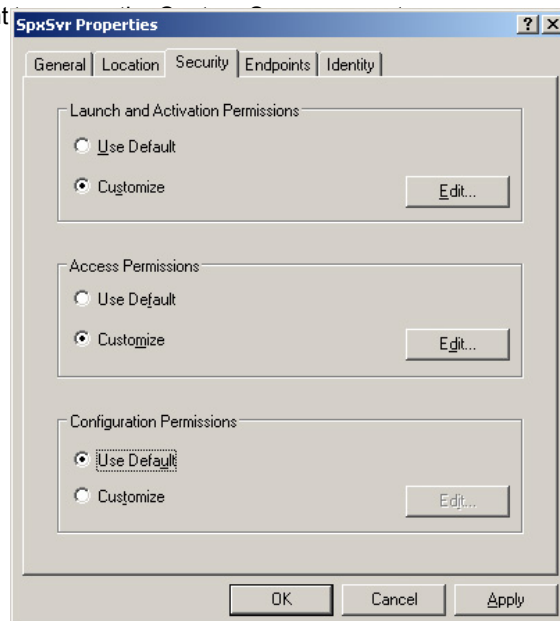 SpxSvr Properties
General Location Security Endpoints Identity
Launch and Activation Permissions
Use Default
Customize
Edit...
Access Permissions
Use Default
Customize
Edit...
Configuration Permissions
Use Default
Customize
Edit...
OK Cancel Apply